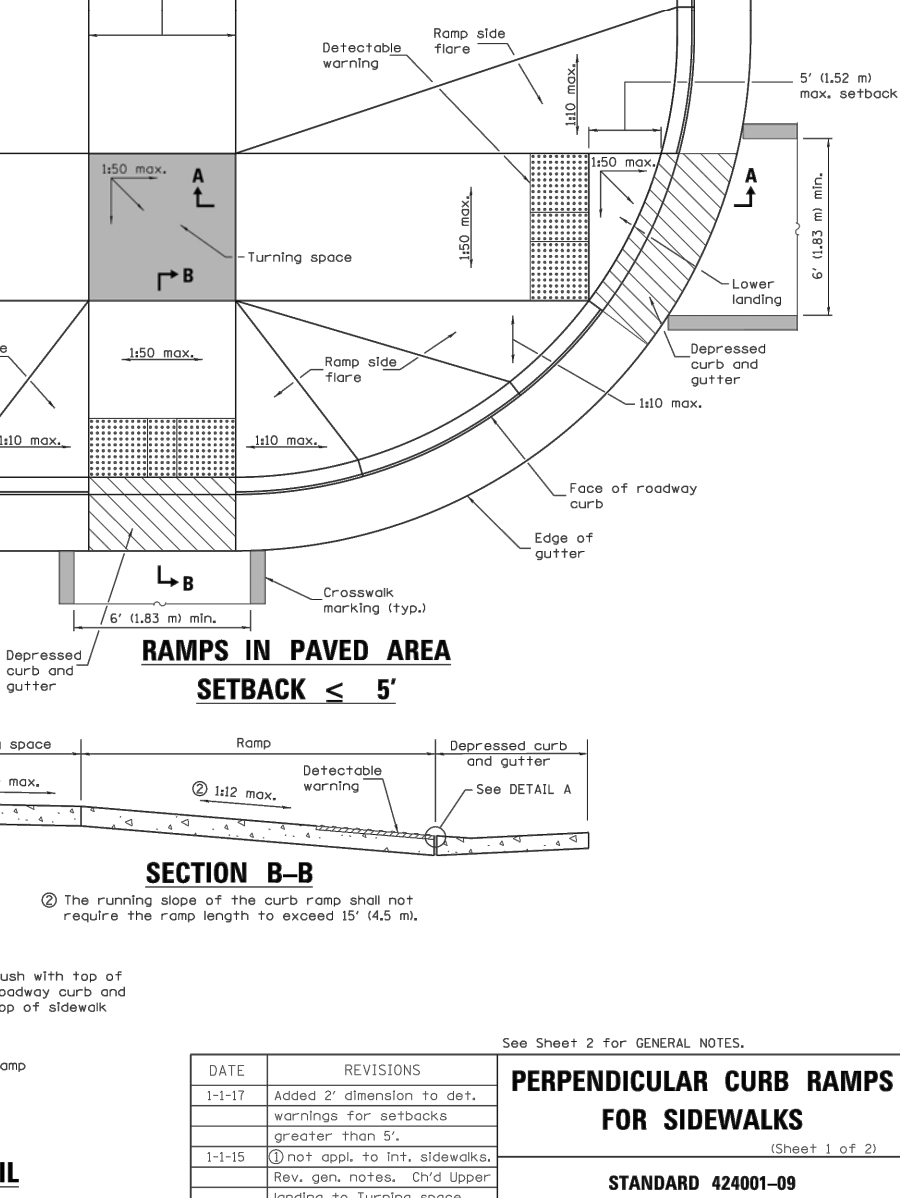 Ramp side
flare
Detectable
warning
1:10 max.
5' (1.52 m)
max. setback
1:50 max.
A
1:50 max.
A
1:50 max.
6' (1.83 m) min.
Turning space
B
Lower
landing
1:50 max.
Ramp side
flare
Depressed
curb and
gutter
1:10 max.
1:10 max.
1:10 max.
Face of roadway
curb
Edge of
gutter
B
Crosswalk
marking (typ.)
6' (1.83 m) min.
Depressed
curb and
gutter
RAMPS IN PAVED AREA
SETBACK ≤ 5'
space
Ramp
Depressed curb
and gutter
max.
② 1:12 max.
Detectable
warning
See DETAIL A
SECTION B–B
② The running slope of the curb ramp shall not
require the ramp length to exceed 15' (4.5 m).
ush with top of
oadway curb and
op of sidewalk
amp
See Sheet 2 for GENERAL NOTES.
DATE
REVISIONS
1-1-17
Added 2' dimension to det.
warnings for setbacks
greater than 5'.
1-1-15
① not appl. to int. sidewalks.
Rev. gen. notes. Ch'd Upper
landing to Turning space
PERPENDICULAR CURB RAMPS
FOR SIDEWALKS
(Sheet 1 of 2)
STANDARD 424001–09
IL